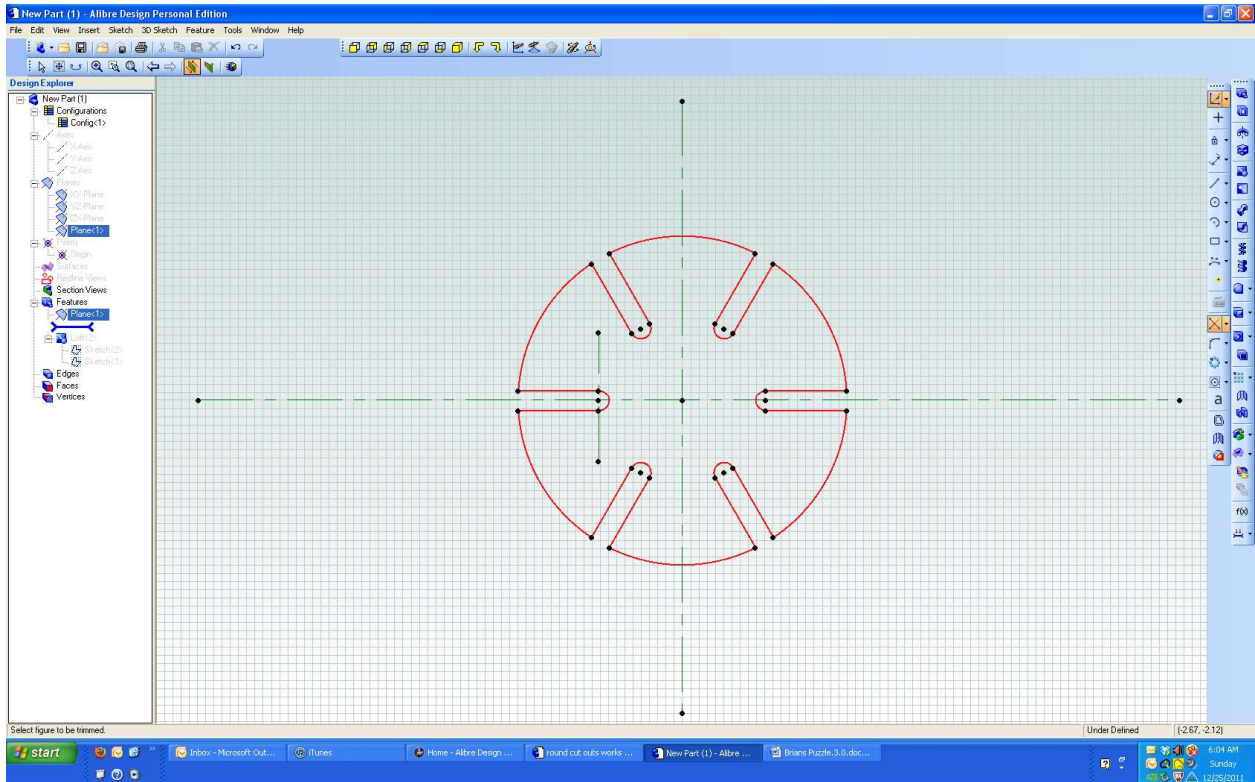 New Part (1) - Alibre Design Personal Edition
File Edit View Insert Sketch 3D Sketch Feature Tools Window Help
Design Explorer
New Part (1)
Configurations
Config<1>
Axes
X-Axis
Y-Axis
Z-Axis
Planes
XY-Plane
YZ-Plane
ZX-Plane
Plane<1>
Points
Origin
Surfaces
Redline Views
Section Views
Features
Plane<1>
Loft<2>
Sketch<2>
Sketch<1>
Edges
Faces
Vertices
a
f(x)
Select figure to be trimmed.
Under Defined
(-2.67, -2.12)
start
Inbox - Microsoft Out...
iTunes
Home - Alibre Design ...
round cut outs works ...
New Part (1) - Alibre ...
Brians Puzzle.3.0.doc...
6:04 AM
Sunday
12/25/2011